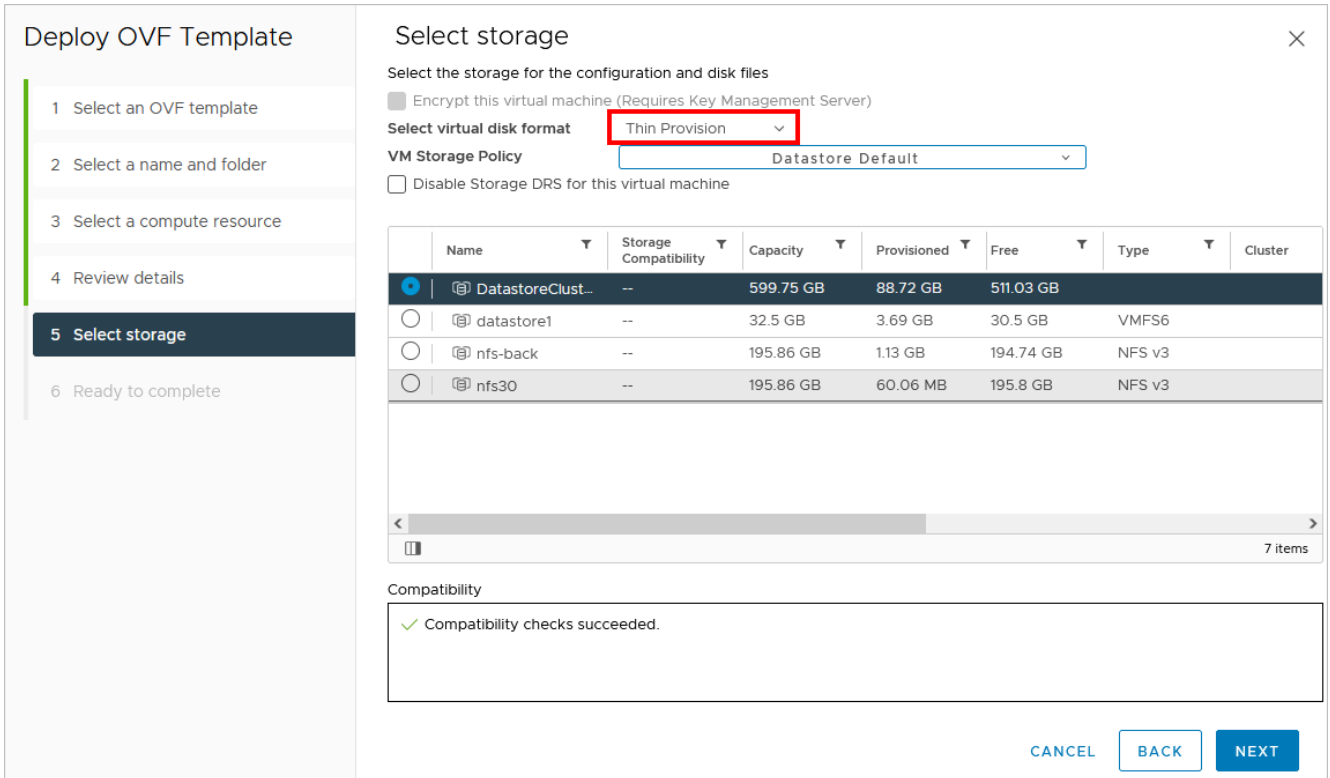 Deploy OVF Template
1 Select an OVF template
2 Select a name and folder
3 Select a compute resource
4 Review details
5 Select storage
6 Ready to complete
Select storage
Select the storage for the configuration and disk files
Encrypt this virtual machine (Requires Key Management Server)
Select virtual disk format Thin Provision
VM Storage Policy Datastore Default
Disable Storage DRS for this virtual machine
Name Storage Compatibility Capacity Provisioned Free Type Cluster
DatastoreClust... -- 599.75 GB 88.72 GB 511.03 GB
datastore1 -- 32.5 GB 3.69 GB 30.5 GB VMFS6
nfs-back -- 195.86 GB 1.13 GB 194.74 GB NFS v3
nfs30 -- 195.86 GB 60.06 MB 195.8 GB NFS v3
7 items
Compatibility
Compatibility checks succeeded.
CANCEL BACK NEXT